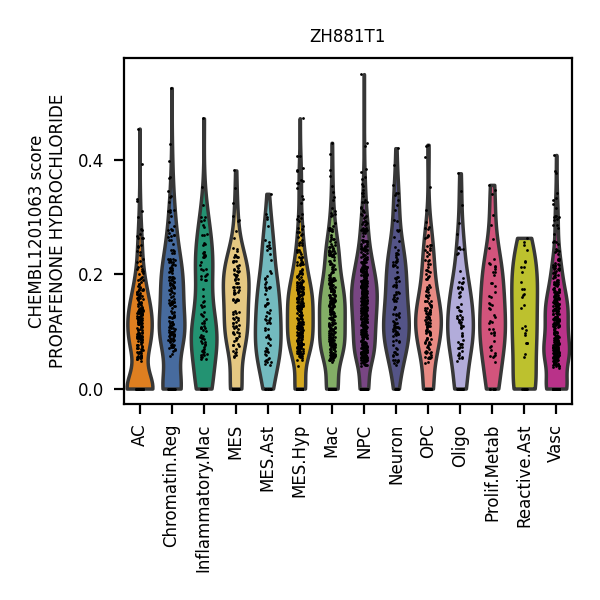 ZH881T1
CHEMBL1201063 score
PROPAFENONE HYDROCHLORIDE
0.4
0.2
0.0
AC
Chromatin.Reg
Inflammatory.Mac
MES
MES.Ast
MES.Hyp
Mac
NPC
Neuron
OPC
Oligo
Prolif.Metab
Reactive.Ast
Vasc